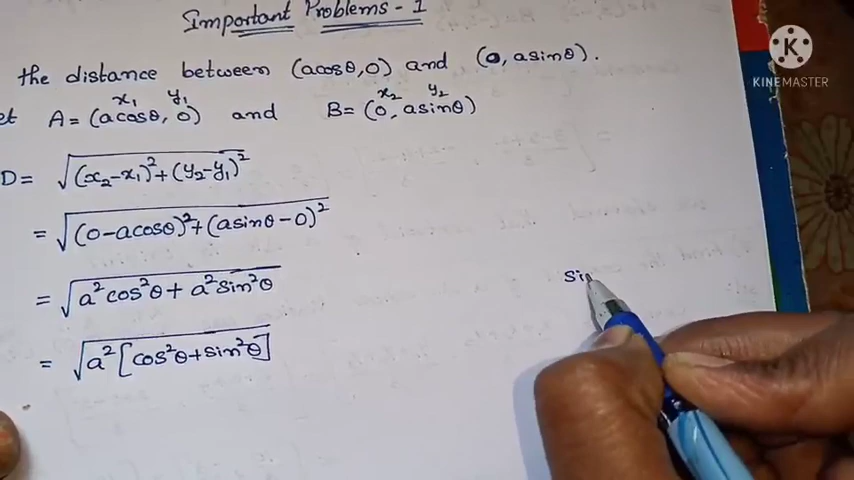 Important Problems - 1
the distance between (acosθ,0) and (0, asinθ).
et A = (acosθ, 0) and B = (0, asinθ)
x₁ y₁ x₂ y₂
D = √(x₂-x₁)²+(y₂-y₁)²
= √(0-acosθ)²+(asinθ-0)²
= √a²cos²θ + a²sin²θ
= √a²[cos²θ+sin²θ]
sin
KINEMASTER